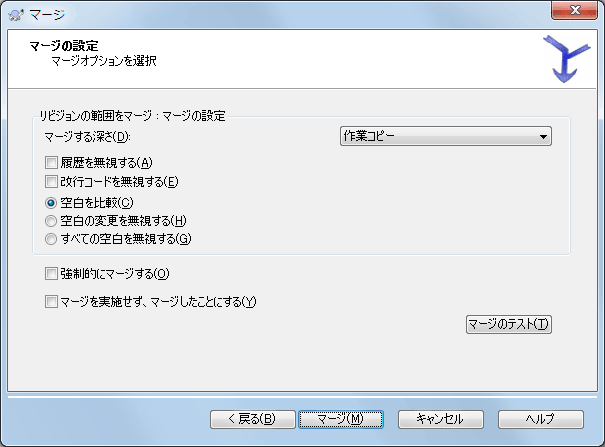 マージ
マージの設定
マージオプションを選択
リビジョンの範囲をマージ : マージの設定
マージする深さ(D):
作業コピー
履歴を無視する(A)
改行コードを無視する(E)
空白を比較(C)
空白の変更を無視する(H)
すべての空白を無視する(G)
強制的にマージする(O)
マージを実施せず、マージしたことにする(Y)
マージのテスト(T)
< 戻る(B)
マージ(M)
キャンセル
ヘルプ